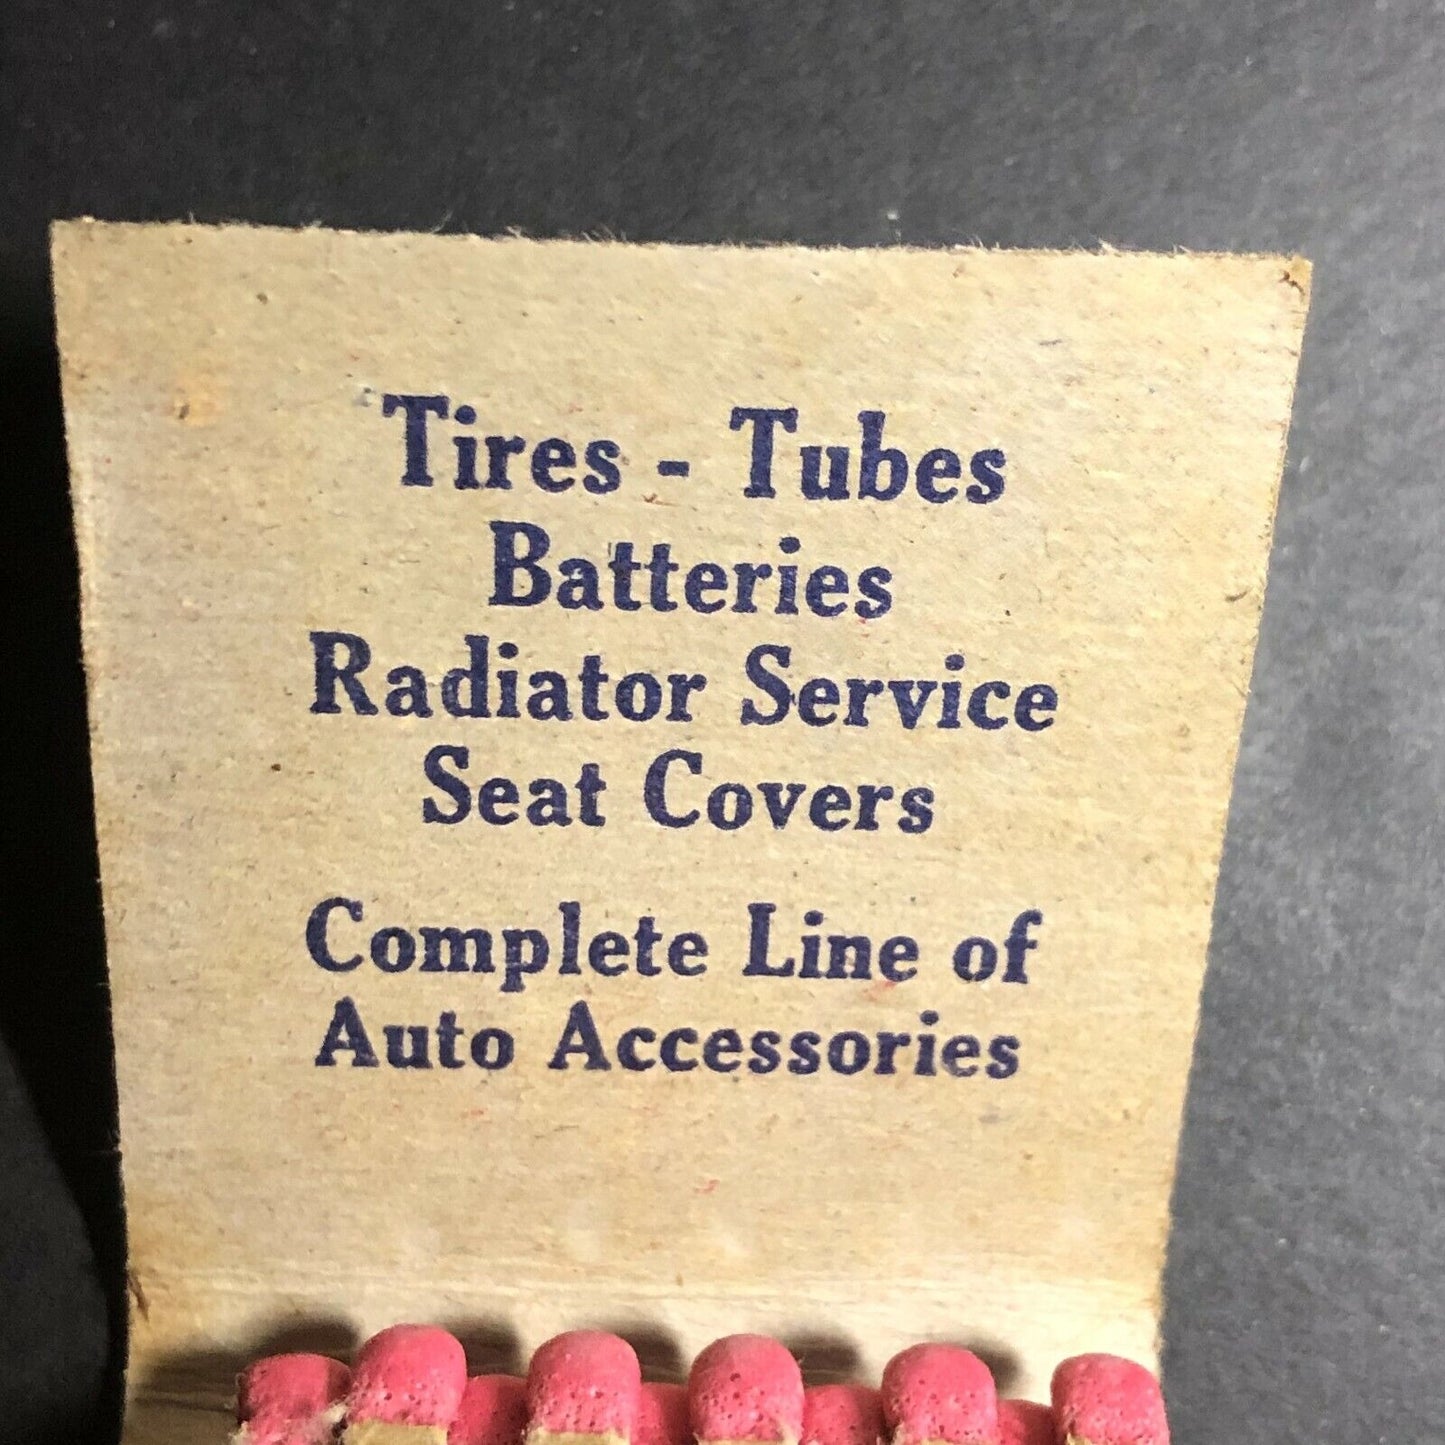 Tires - Tubes
Batteries
Radiator Service
Seat Covers
Complete Line of
Auto Accessories